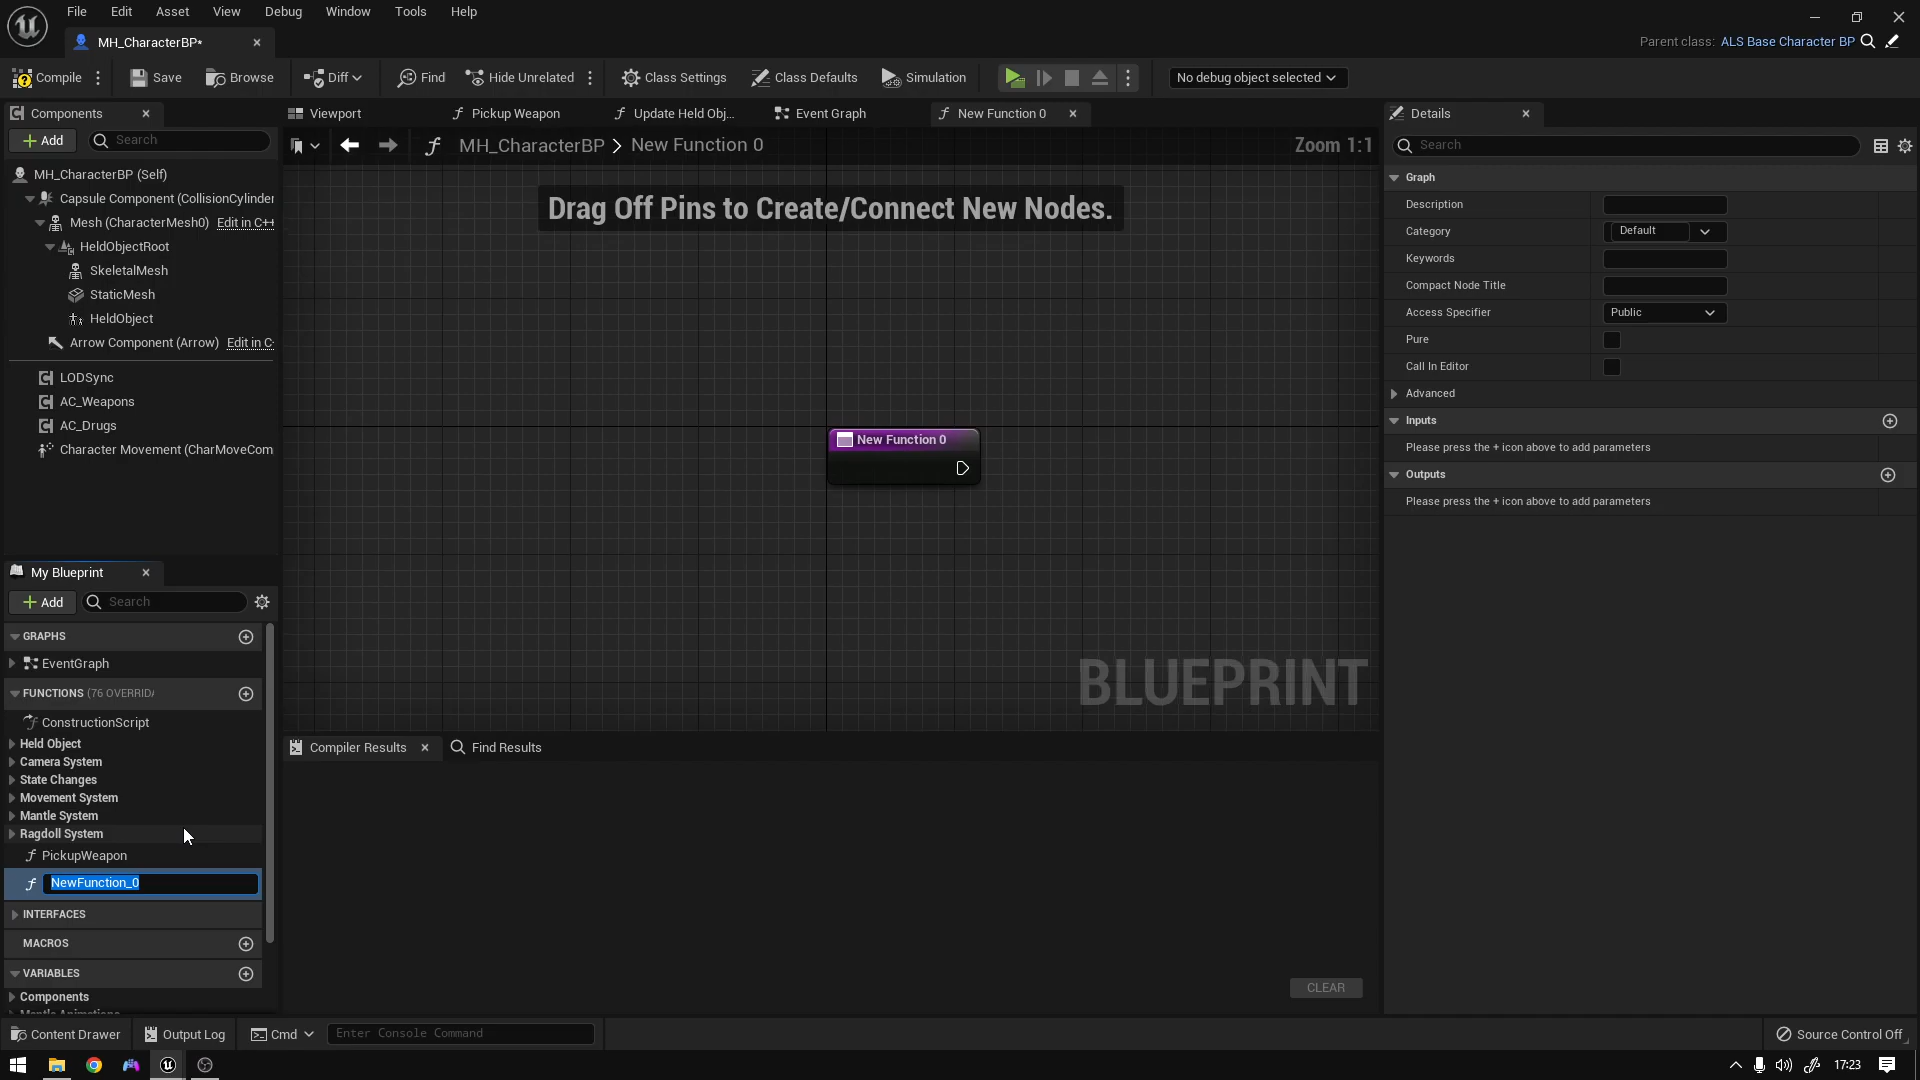 File Edit Asset View Debug Window Tools Help
MH_CharacterBP*
Parent class: ALS Base Character BP
Compile Save Browse Diff Find Hide Unrelated Class Settings Class Defaults Simulation No debug object selected
Components
Viewport Pickup Weapon Update Held Obj... Event Graph New Function 0
Details
Add Search
MH_CharacterBP > New Function 0 Zoom 1:1
Search
MH_CharacterBP (Self)
Capsule Component (CollisionCylinder
Mesh (CharacterMesh0) Edit in C++
HeldObjectRoot
SkeletalMesh
StaticMesh
HeldObject
Arrow Component (Arrow) Edit in C
LODSync
AC_Weapons
AC_Drugs
Character Movement (CharMoveCom
Drag Off Pins to Create/Connect New Nodes.
New Function 0
BLUEPRINT
Graph
Description
Category Default
Keywords
Compact Node Title
Access Specifier Public
Pure
Call In Editor
Advanced
Inputs
Please press the + icon above to add parameters
Outputs
Please press the + icon above to add parameters
My Blueprint
Add Search
GRAPHS
EventGraph
FUNCTIONS (76 OVERRID
ConstructionScript
Held Object
Camera System
State Changes
Movement System
Mantle System
Ragdoll System
PickupWeapon
NewFunction_0
INTERFACES
MACROS
VARIABLES
Components
Compiler Results Find Results
CLEAR
Content Drawer Output Log Cmd Enter Console Command Source Control Off
17:23